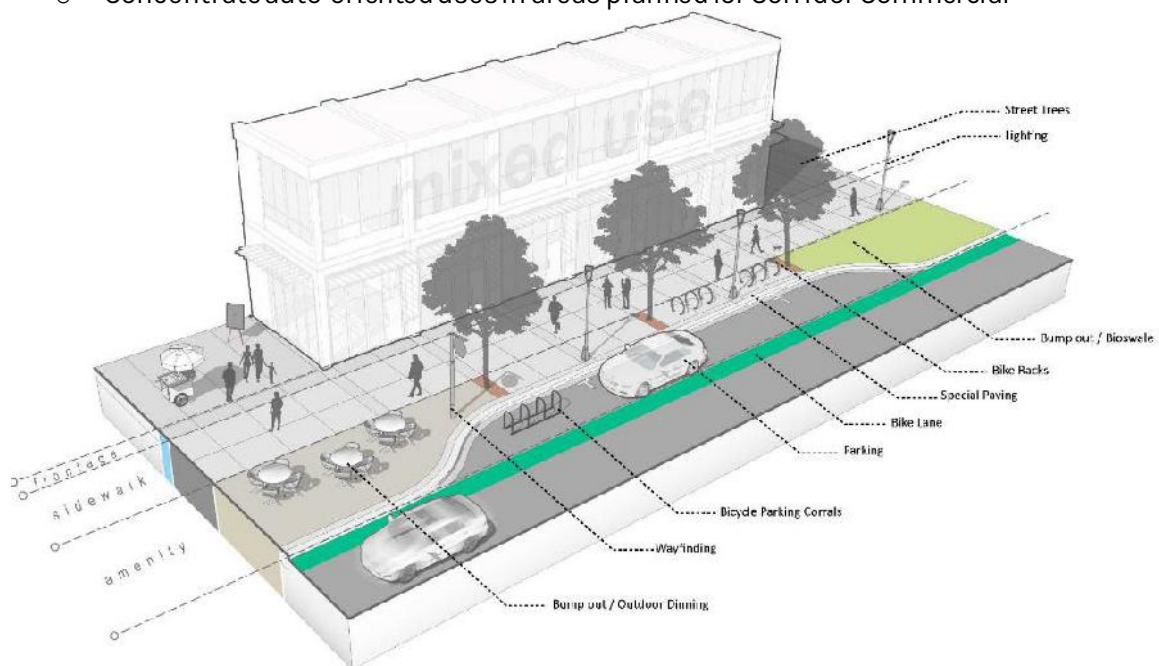 ○ Concentrate auto-oriented uses in areas planned for Corridor Commercial
mixed use
Street Trees
Lighting
Bump out / Bioswale
Bike Racks
Special Paving
Bike Lane
Parking
Bicycle Parking Corrals
Wayfinding
Bump out / Outdoor Dinning
frontage
sidewalk
amenity